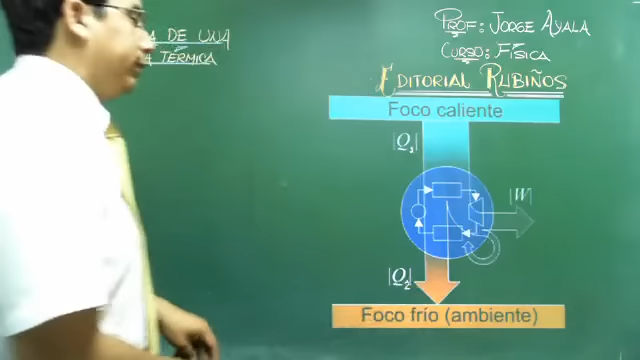 DE UNA
TÉRMICA
PROF: JORGE AYALA
CURSO: FÍSICA
EDITORIAL RUBIÑOS
Foco caliente
|Q₁|
|W|
|Q₂|
Foco frío (ambiente)